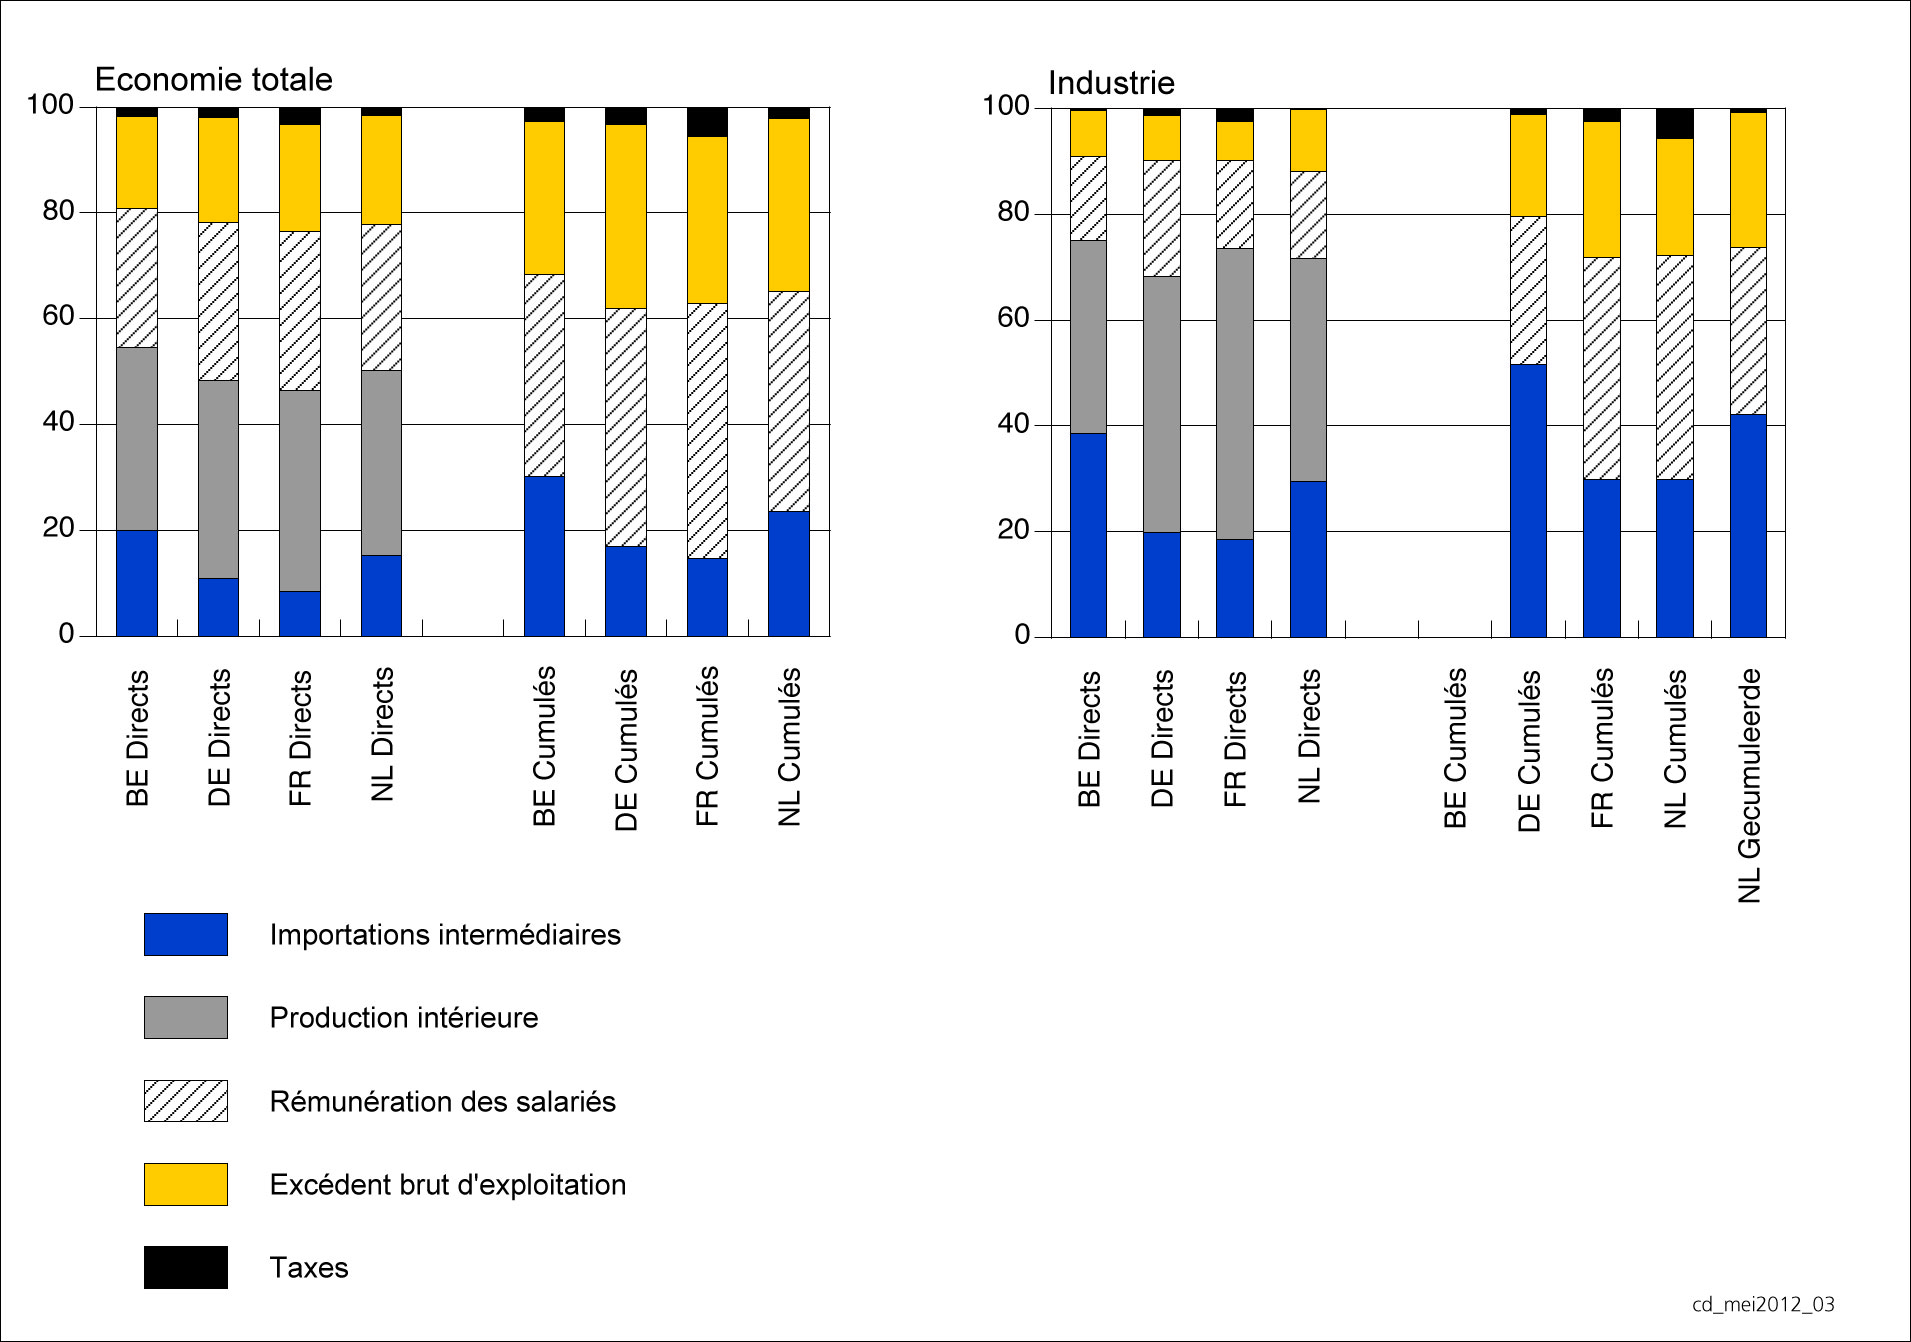 Economie totale
100
80
60
40
20
0
BE Directs
DE Directs
FR Directs
NL Directs
BE Cumulés
DE Cumulés
FR Cumulés
NL Cumulés
Industrie
100
80
60
40
20
0
BE Directs
DE Directs
FR Directs
NL Directs
BE Cumulés
DE Cumulés
FR Cumulés
NL Cumulés
NL Gecumuleerde
Importations intermédiaires
Production intérieure
Rémunération des salariés
Excédent brut d'exploitation
Taxes
cd_mei2012_03